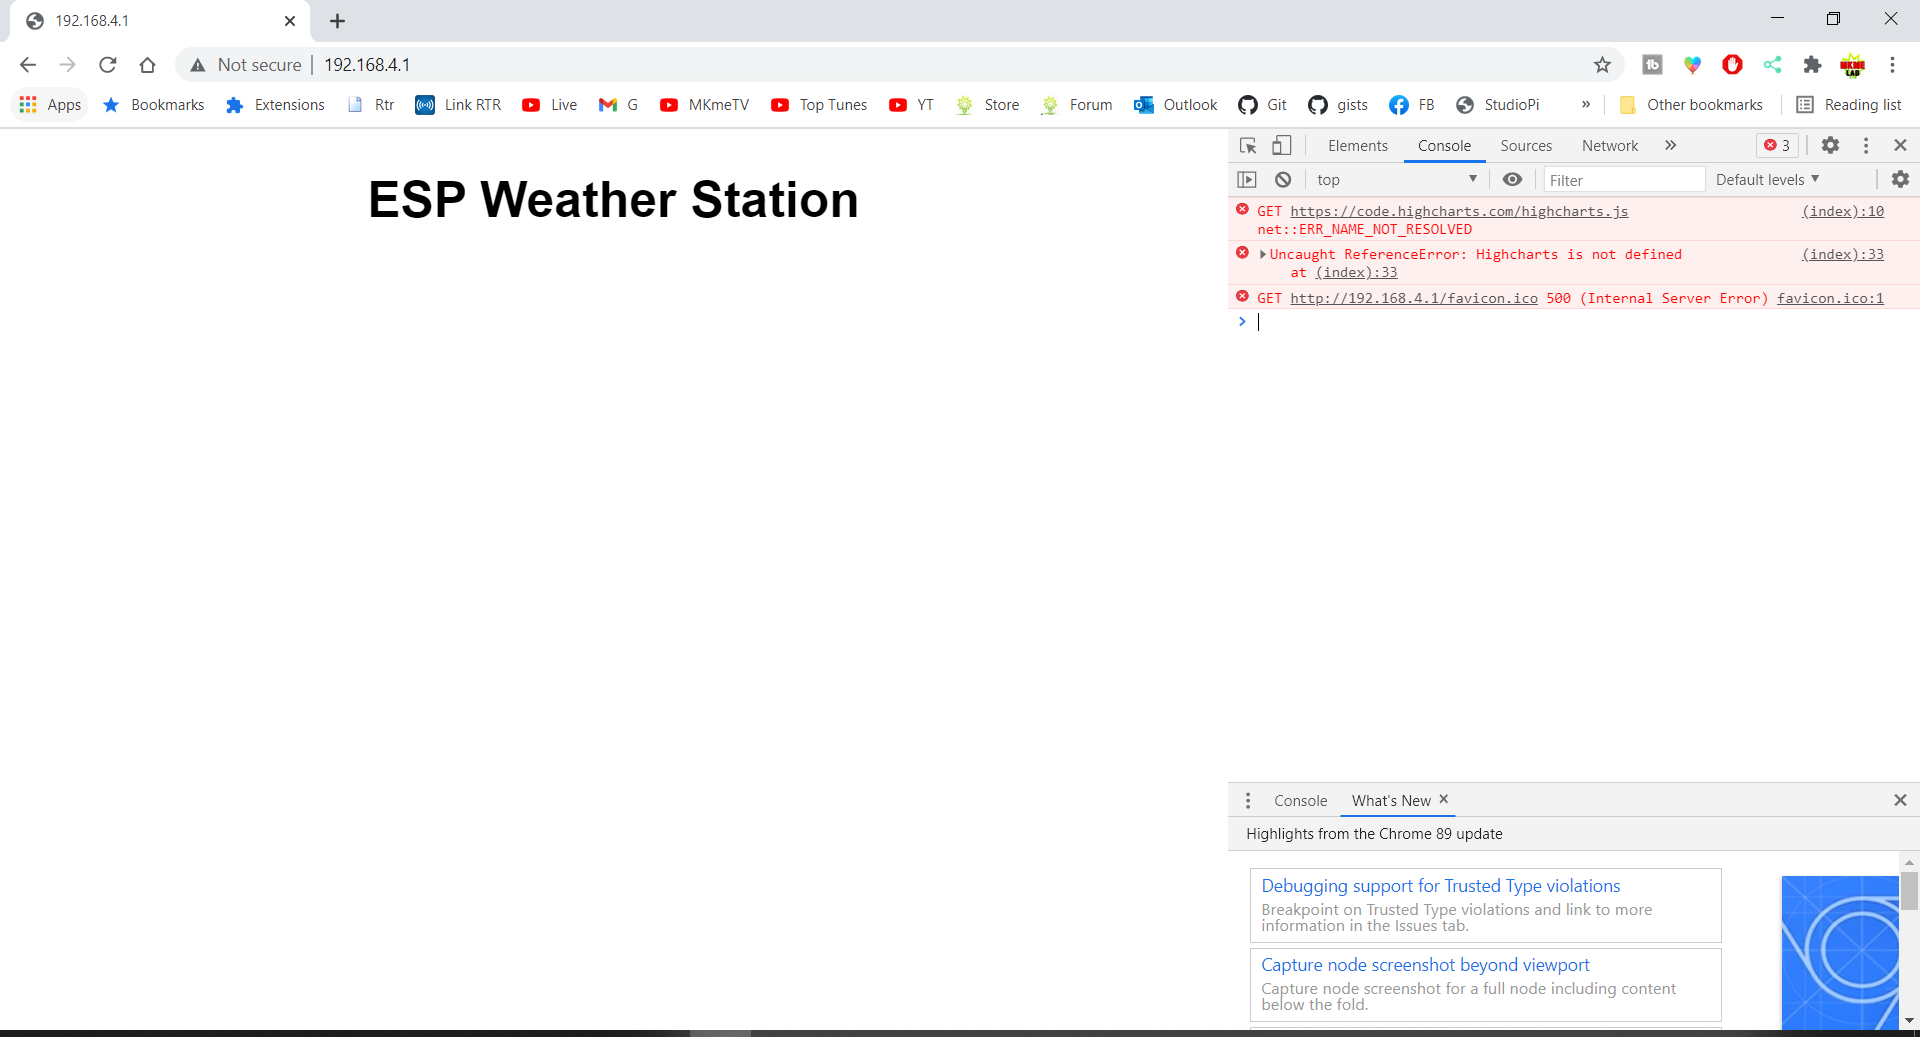 192.168.4.1
Not secure 192.168.4.1
Apps Bookmarks Extensions Rtr Link RTR Live G MKmeTV Top Tunes YT Store Forum Outlook Git gists FB StudioPi » Other bookmarks Reading list
ESP Weather Station
Elements Console Sources Network » 3
top Filter Default levels
GET https://code.highcharts.com/highcharts.js (index):10
net::ERR_NAME_NOT_RESOLVED
Uncaught ReferenceError: Highcharts is not defined (index):33
at (index):33
GET http://192.168.4.1/favicon.ico 500 (Internal Server Error) favicon.ico:1
Console What's New
Highlights from the Chrome 89 update
Debugging support for Trusted Type violations
Breakpoint on Trusted Type violations and link to more
information in the Issues tab.
Capture node screenshot beyond viewport
Capture node screenshot for a full node including content
below the fold.